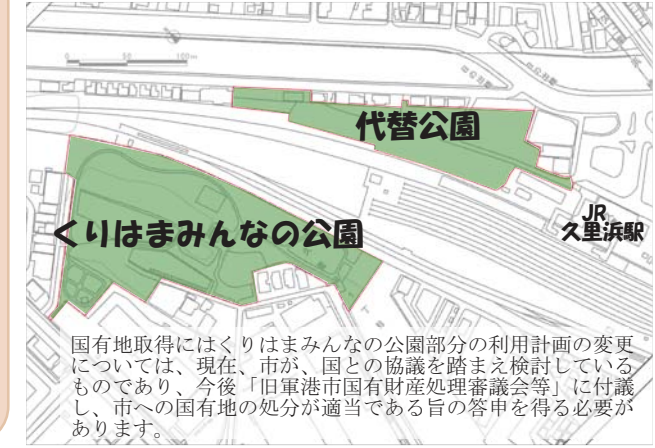 0 50 100m
代替公園
くりはまみんなの公園
JR
久里浜駅
国有地取得にはくりはまみんなの公園部分の利用計画の変更
については、現在、市が、国との協議を踏まえ検討している
ものであり、今後「旧軍港市国有財産処理審議会等」に付議
し、市への国有地の処分が適当である旨の答申を得る必要が
あります。